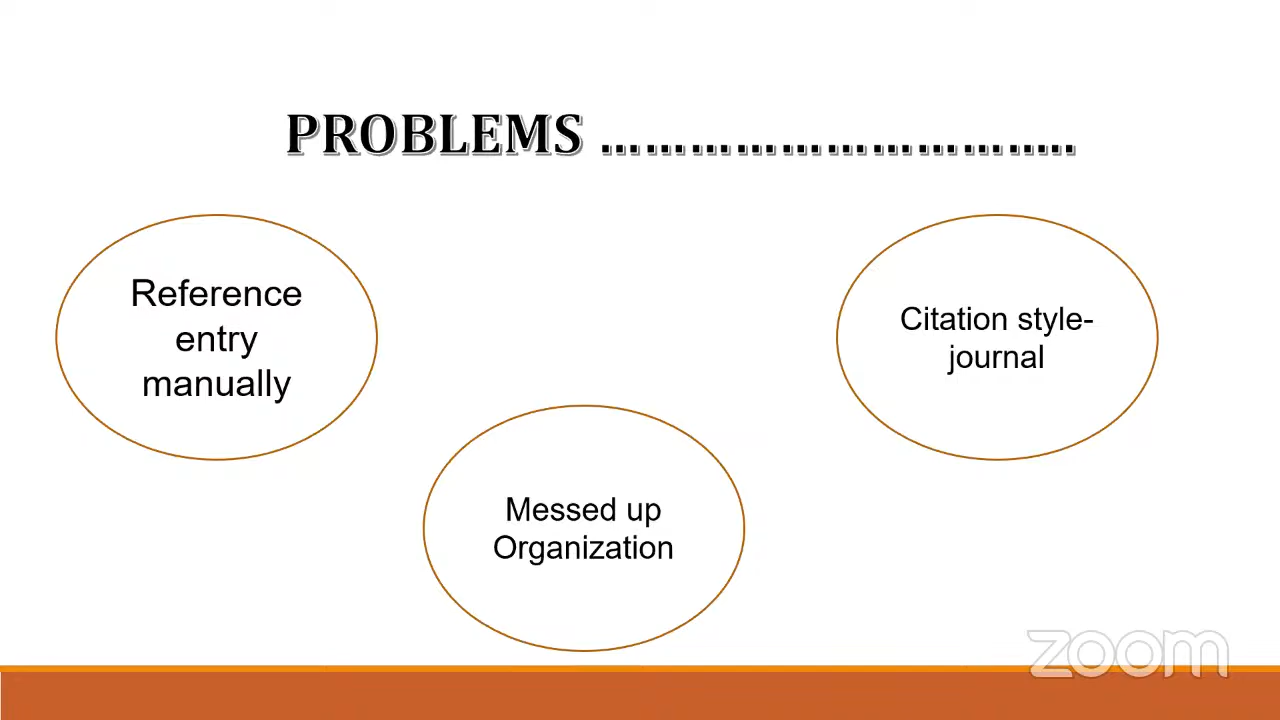 PROBLEMS ……………………………..
Reference
entry
manually
Citation style-
journal
Messed up
Organization
zoom